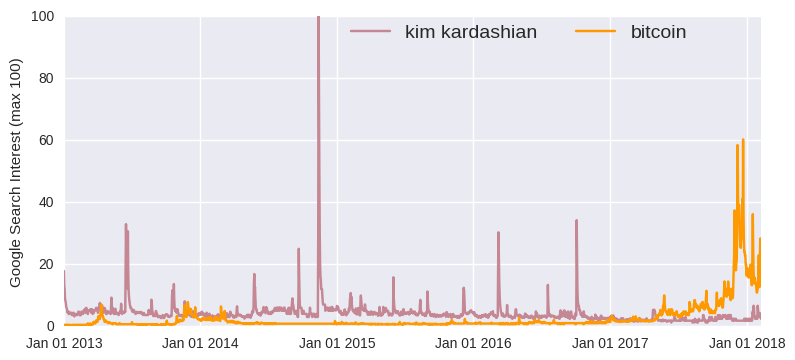 kim kardashian
bitcoin
Google Search Interest (max 100)
100
80
60
40
20
0
Jan 01 2013
Jan 01 2014
Jan 01 2015
Jan 01 2016
Jan 01 2017
Jan 01 2018